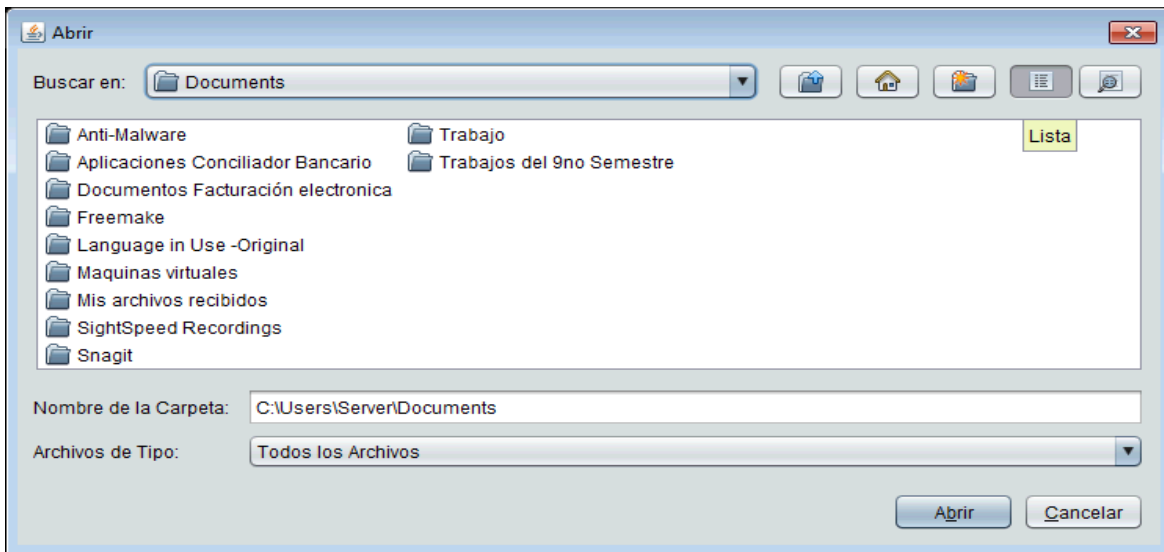 Abrir
Buscar en: Documents
Anti-Malware
Aplicaciones Conciliador Bancario
Documentos Facturación electronica
Freemake
Language in Use -Original
Maquinas virtuales
Mis archivos recibidos
SightSpeed Recordings
Snagit
Trabajo
Trabajos del 9no Semestre
Lista
Nombre de la Carpeta: C:\Users\Server\Documents
Archivos de Tipo: Todos los Archivos
Abrir Cancelar